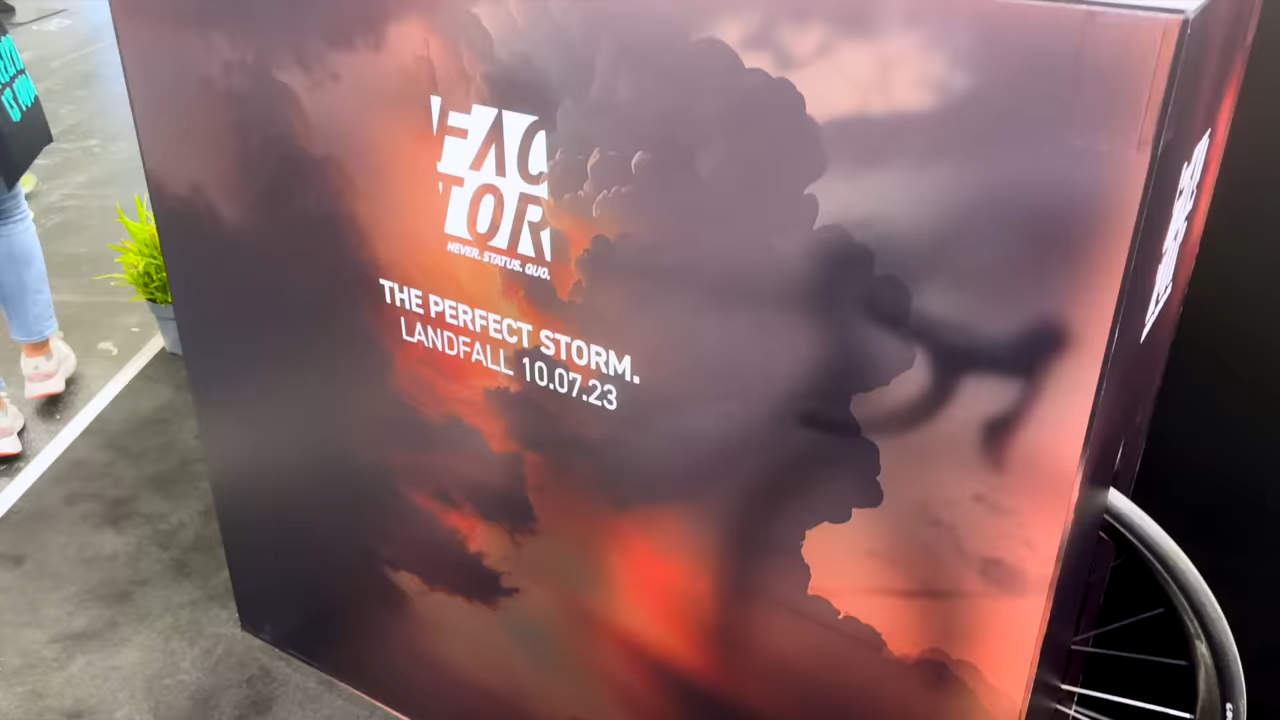 FAC
TOR
NEVER. STATUS. QUO.
THE PERFECT STORM.
LANDFALL 10.07.23